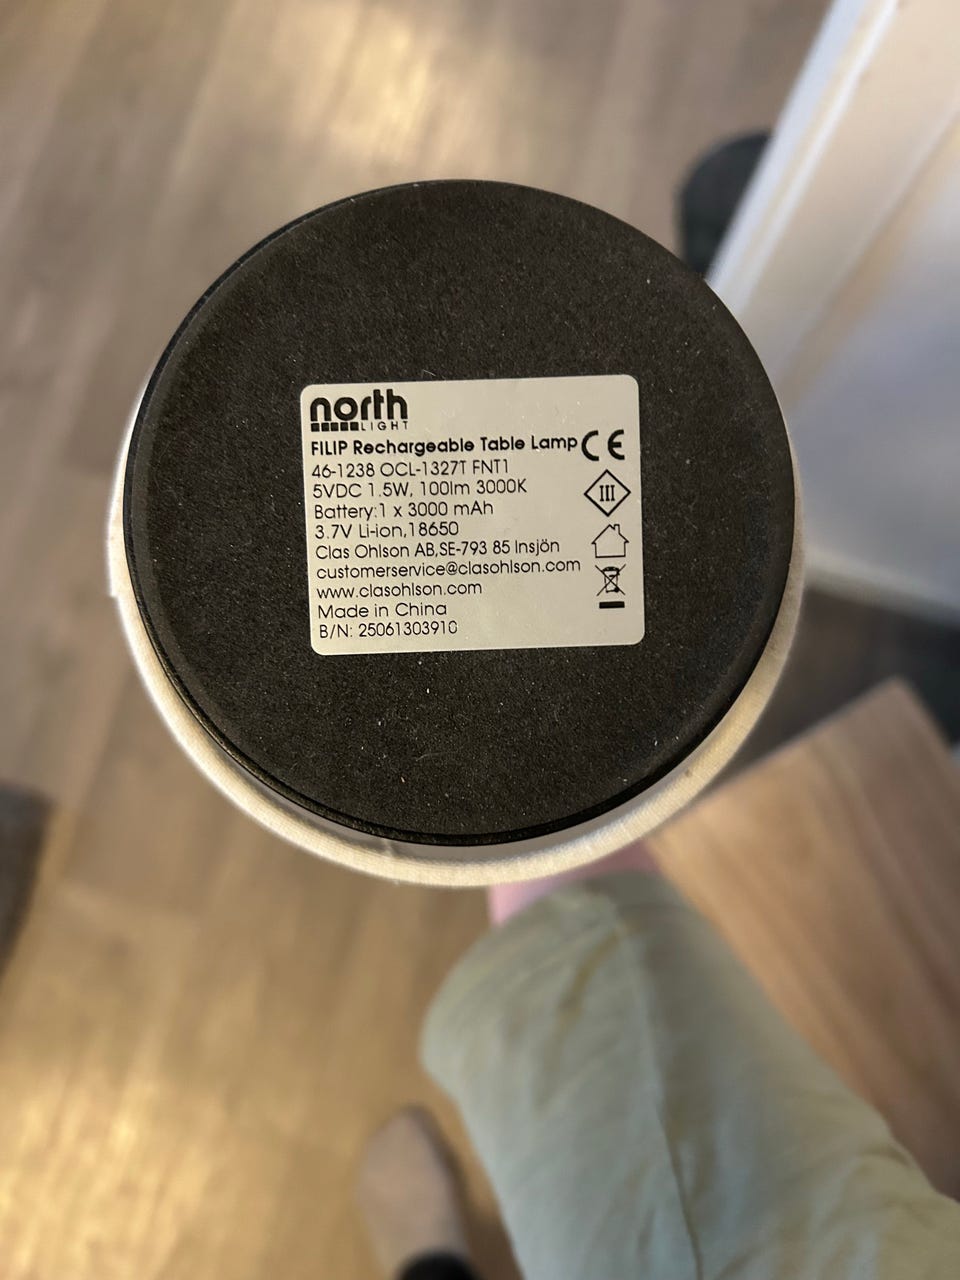 north
LIGHT
FILIP Rechargeable Table Lamp CE
46-1238 OCL-1327T FNT1
5VDC 1.5W, 100lm 3000K
III
Battery:1 x 3000 mAh
3.7V Li-ion,18650
Clas Ohlson AB,SE-793 85 Insjön
customerservice@clasohlson.com
www.clasohlson.com
Made in China
B/N: 25061303910